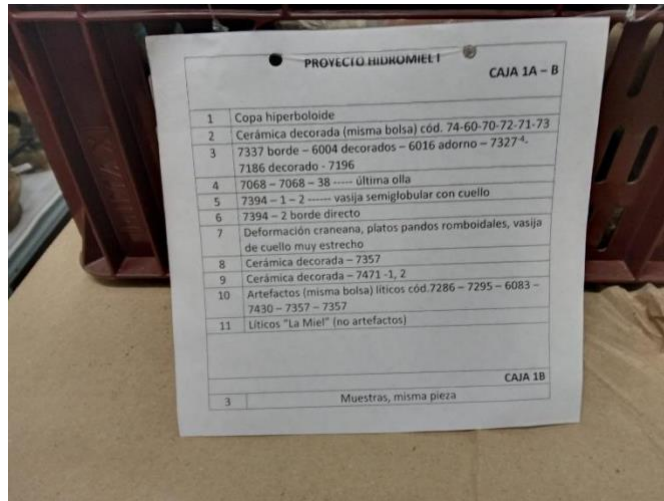 PROYECTO HIDROMIEL I
CAJA 1A – B
1 Copa hiperboloide
2 Cerámica decorada (misma bolsa) cód. 74-60-70-72-71-73
3 7337 borde – 6004 decorados – 6016 adorno – 7327-4-
7186 decorado - 7196
4 7068 – 7068 – 38 ----- última olla
5 7394 – 1 – 2 ------ vasija semiglobular con cuello
6 7394 – 2 borde directo
7 Deformación craneana, platos pandos romboidales, vasija
de cuello muy estrecho
8 Cerámica decorada – 7357
9 Cerámica decorada – 7471 -1, 2
10 Artefactos (misma bolsa) líticos cód.7286 – 7295 – 6083 –
7430 – 7357 – 7357
11 Líticos "La Miel" (no artefactos)
CAJA 1B
3 Muestras, misma pieza